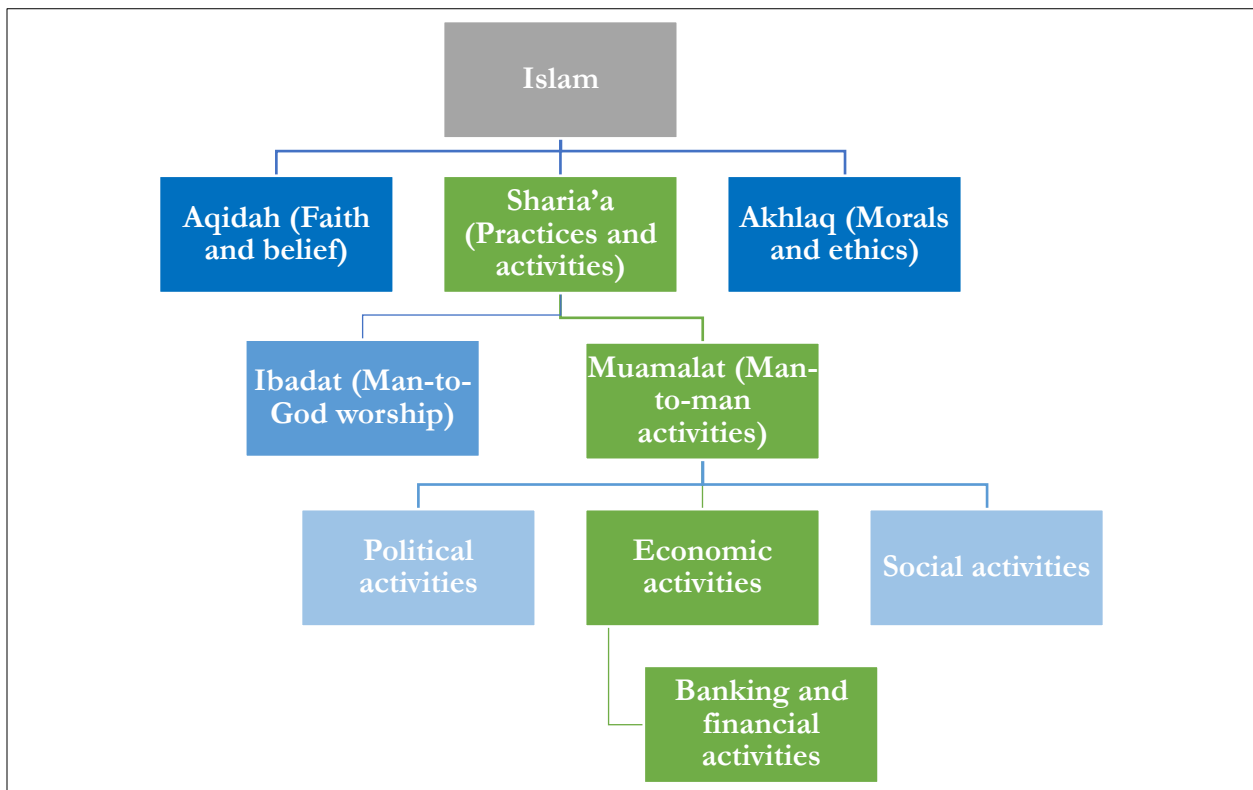 Islam
Aqidah (Faith
and belief)
Sharia’a
(Practices and
activities)
Akhlaq (Morals
and ethics)
Ibadat (Man-to-
God worship)
Muamalat (Man-
to-man
activities)
Political
activities
Economic
activities
Social activities
Banking and
financial
activities